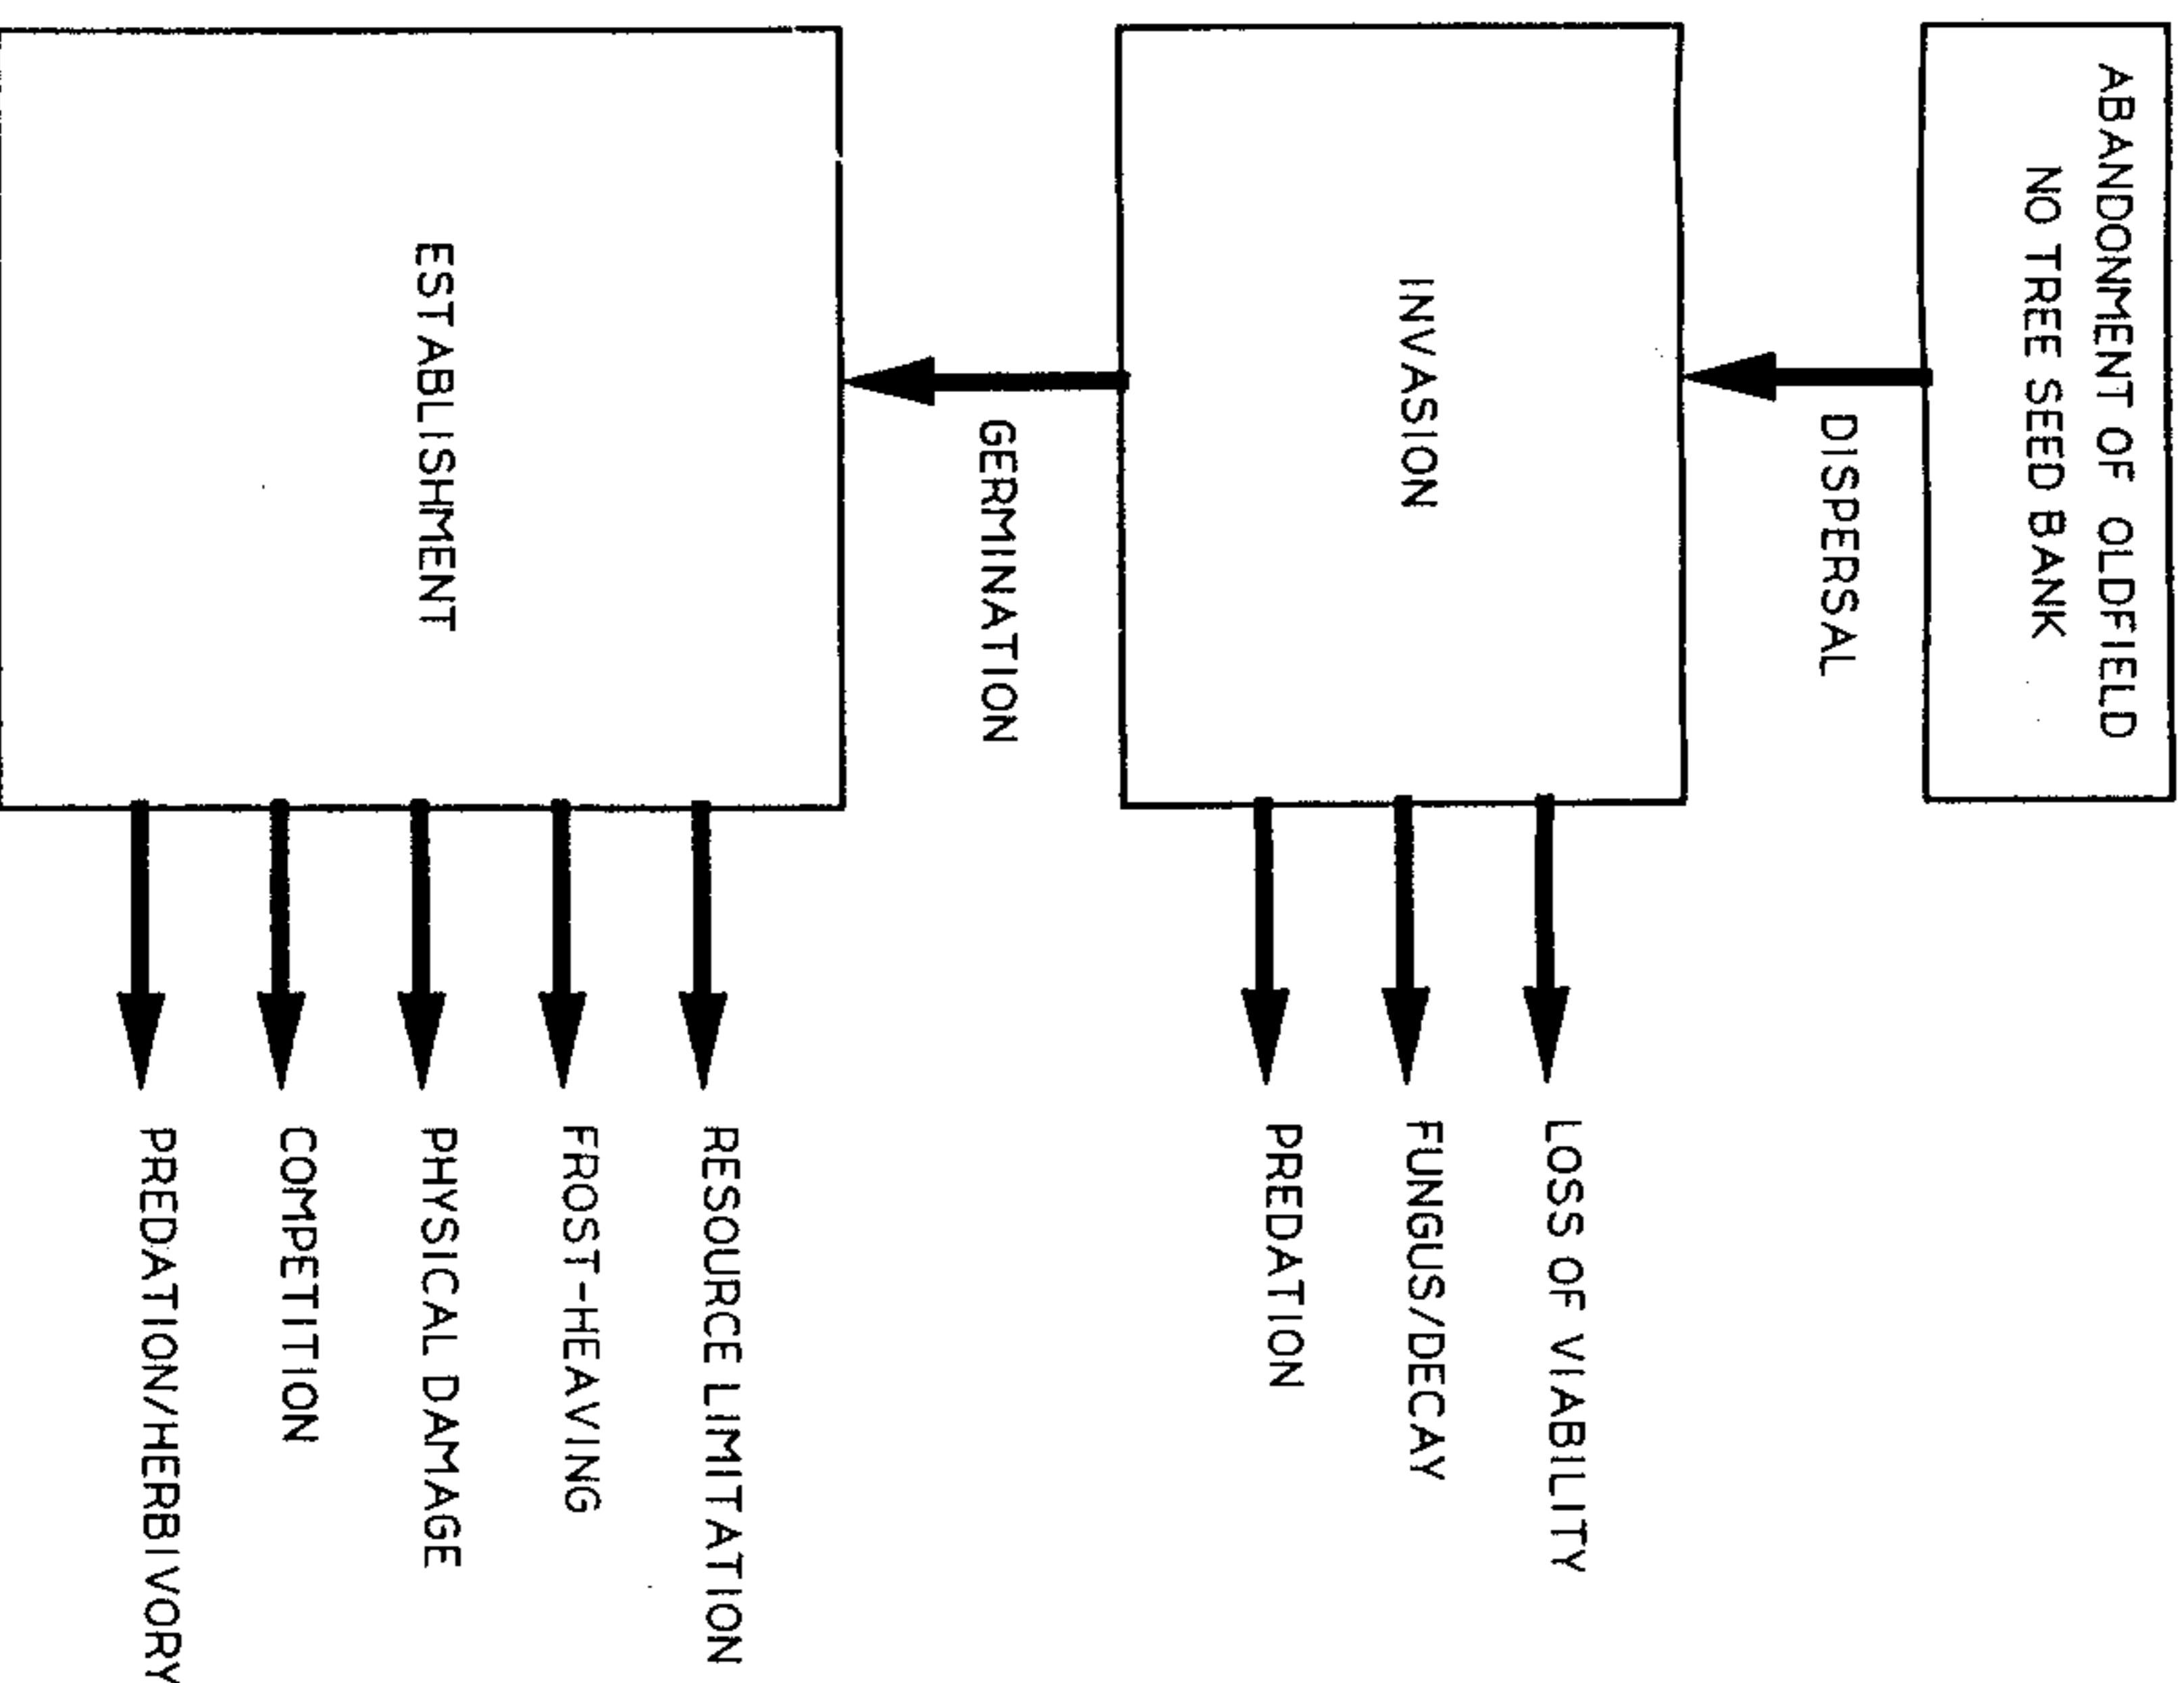 ABANDONMENT OF OLDFIELD
NO TREE SEED BANK
DISPERSAL
INVASION
LOSS OF VIABILITY
FUNGUS/DECAY
PREDATION
GERMINATION
ESTABLISHMENT
RESOURCE LIMITATION
FROST-HEAVING
PHYSICAL DAMAGE
COMPETITION
PREDATION/HERBIVORY